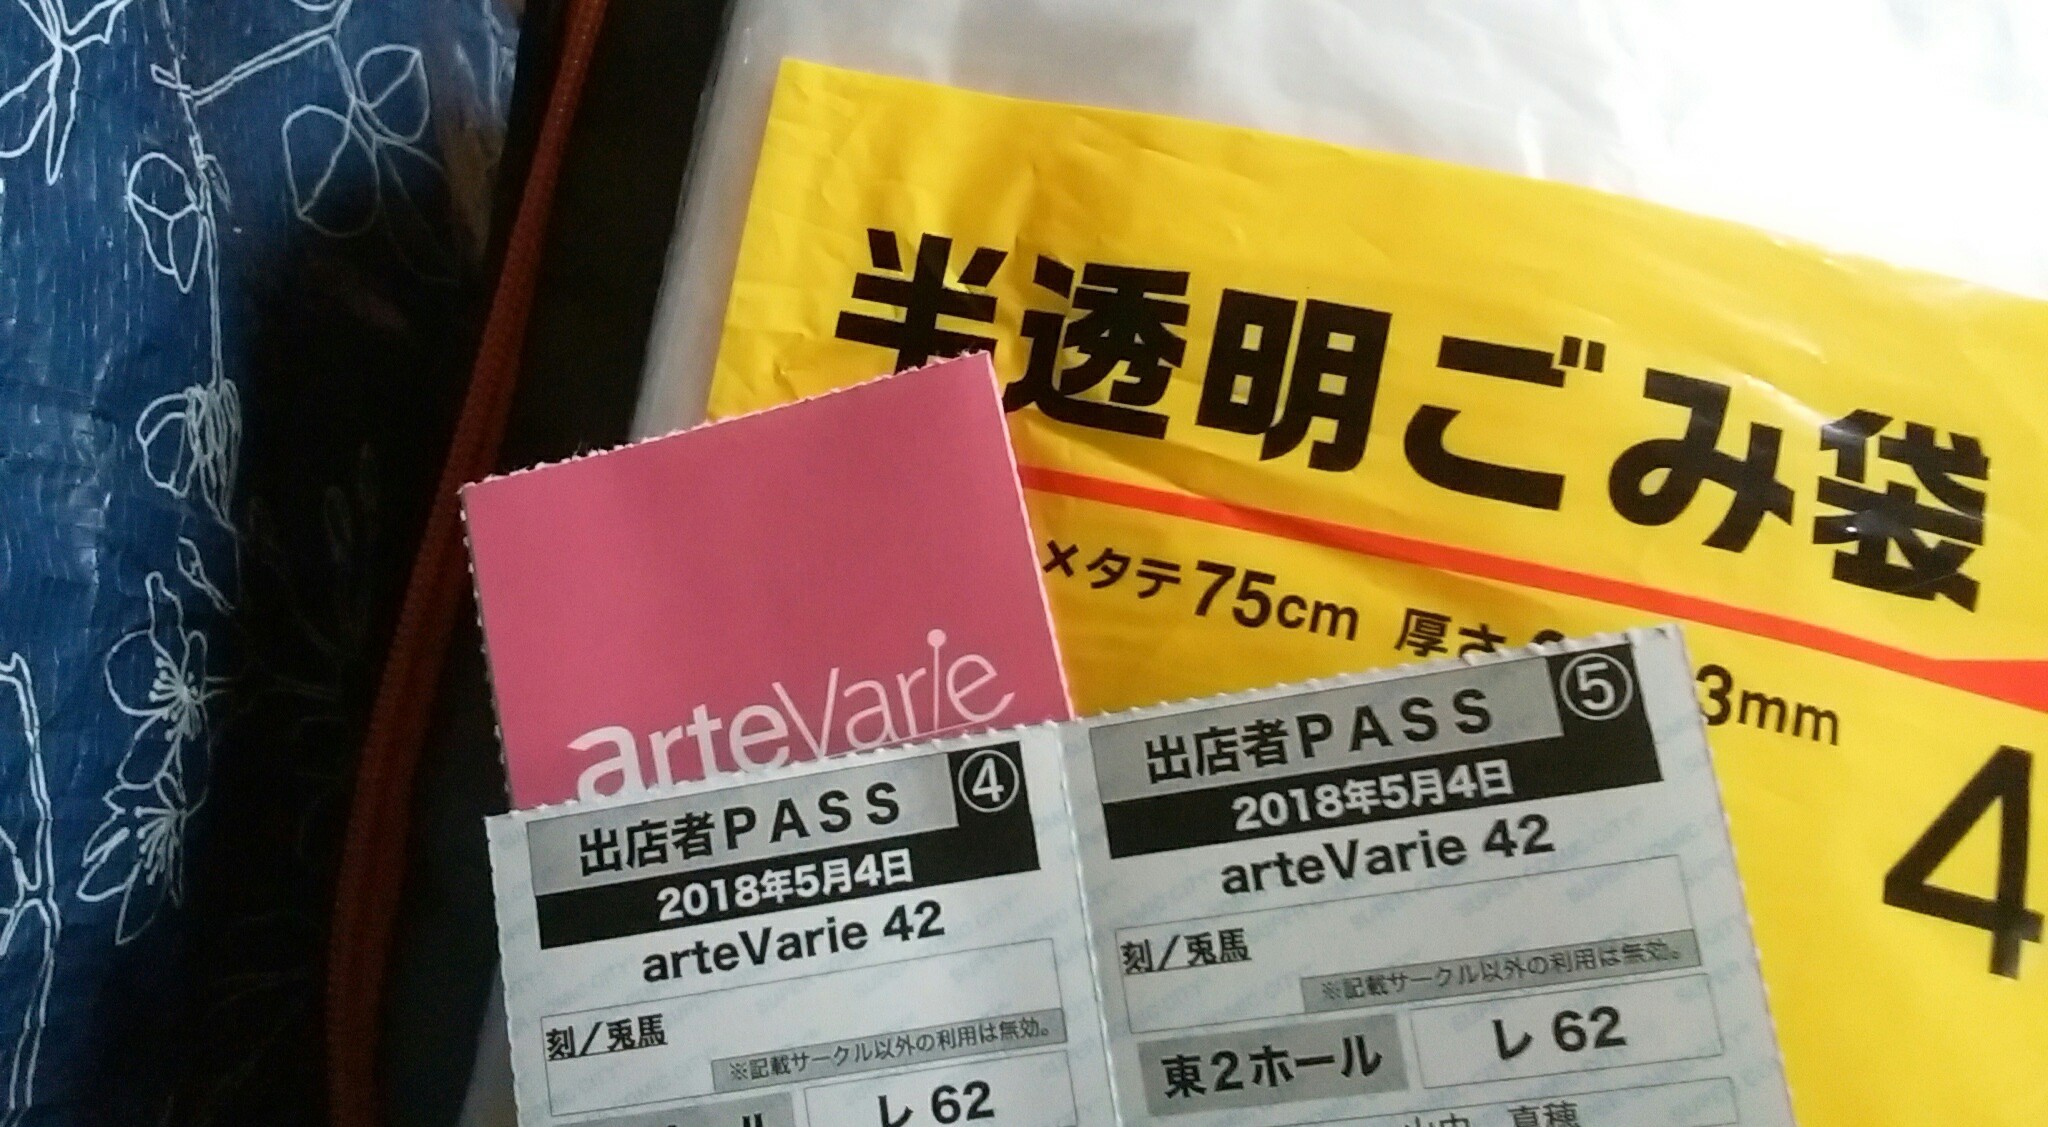 半透明ごみ袋
×タテ75cm 厚さ
3mm
4
arteVarie
出店者PASS ④
2018年5月4日
arteVarie 42
刻／兎馬
※記載サークル以外の利用は無効。
レ 62
出店者PASS ⑤
2018年5月4日
arteVarie 42
刻／兎馬
※記載サークル以外の利用は無効。
東2ホール
レ 62